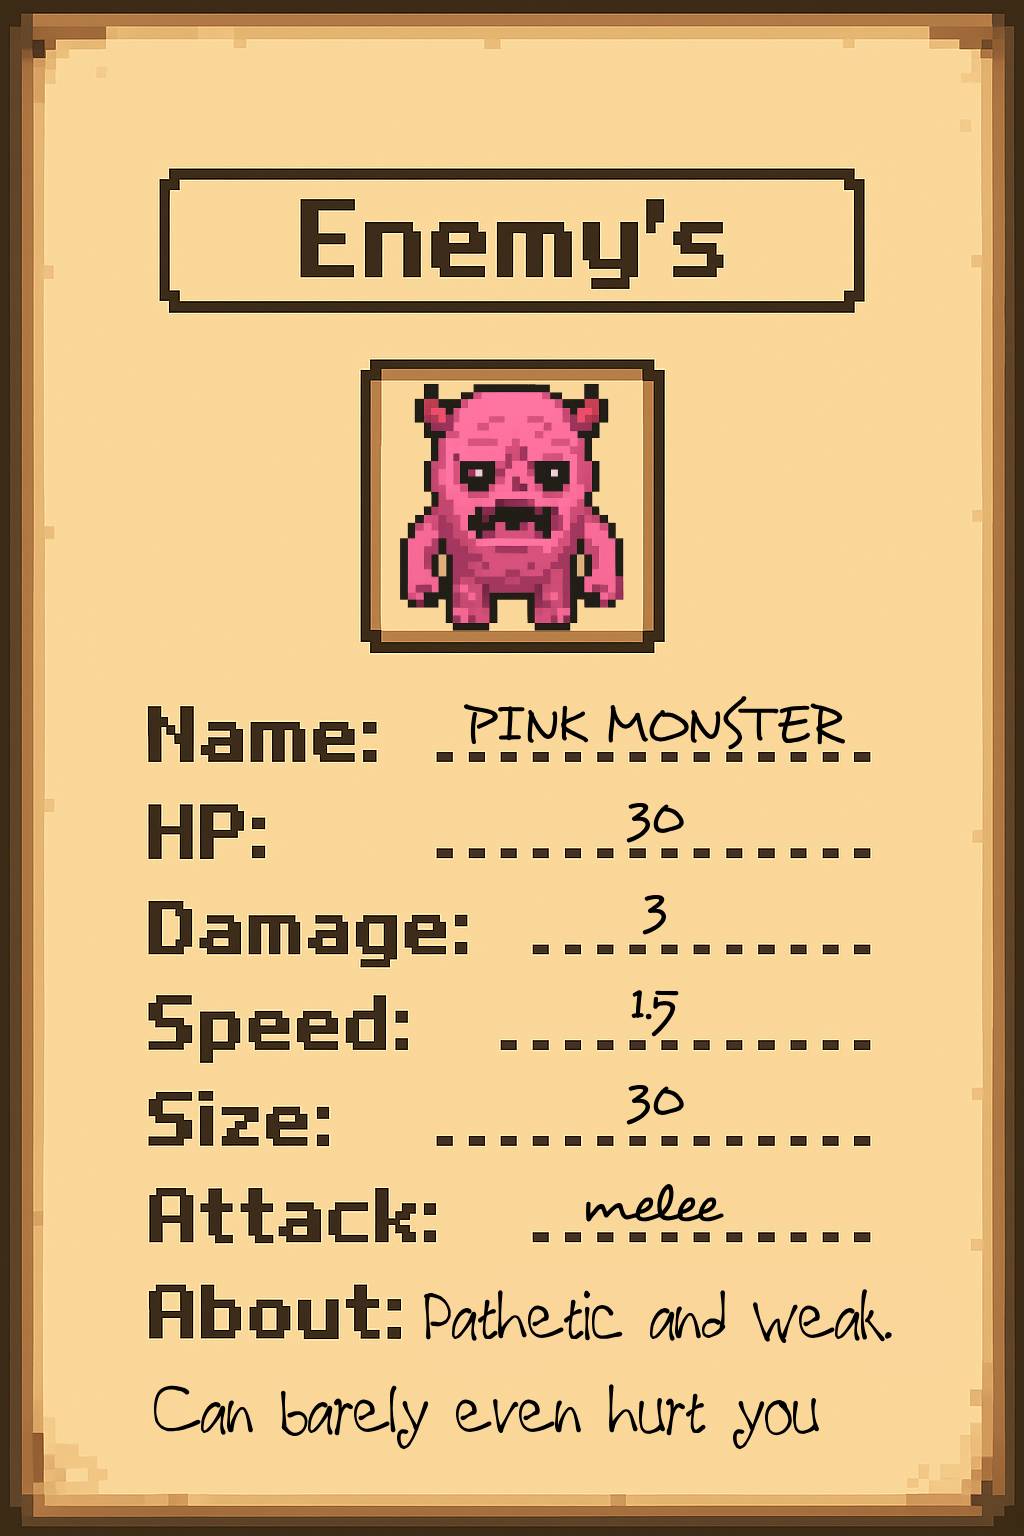 Enemy's
Name: PINK MONSTER
HP: 30
Damage: 3
Speed: 1.5
Size: 30
Attack: melee
About: Pathetic and weak.
Can barely even hurt you